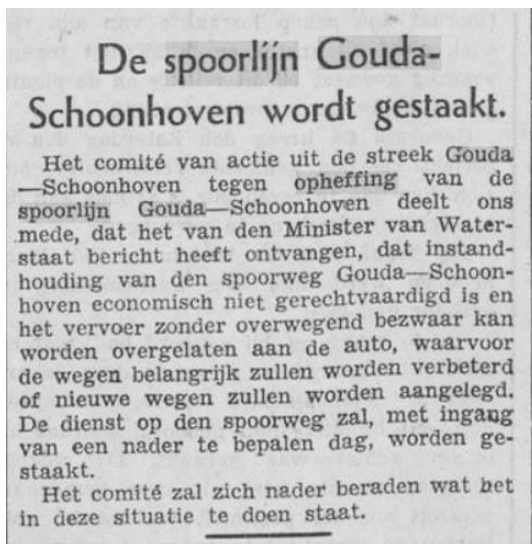 De spoorlijn Gouda-
Schoonhoven wordt gestaakt.
Het comité van actie uit de streek Gouda
—Schoonhoven tegen opheffing van de
spoorlijn Gouda—Schoonhoven deelt ons
mede, dat het van den Minister van Water-
staat bericht heeft ontvangen, dat instand-
houding van den spoorweg Gouda—Schoon-
hoven economisch niet gerechtvaardigd is en
het vervoer zonder overwegend bezwaar kan
worden overgelaten aan de auto, waarvoor
de wegen belangrijk zullen worden verbeterd
of nieuwe wegen zullen worden aangelegd.
De dienst op den spoorweg zal, met ingang
van een nader te bepalen dag, worden ge-
staakt.
Het comité zal zich nader beraden wat het
in deze situatie te doen staat.